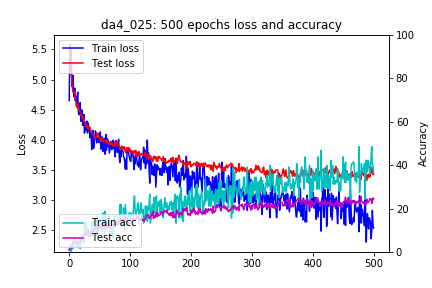 da4_025: 500 epochs loss and accuracy
Train loss
Test loss
Train acc
Test acc
Loss
5.5
5.0
4.5
4.0
3.5
3.0
2.5
Accuracy
100
80
60
40
20
0
0 100 200 300 400 500